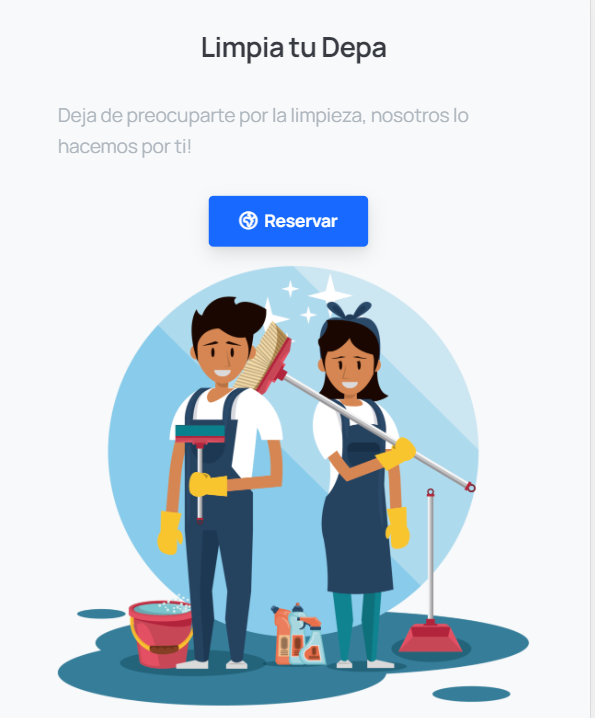 Limpia tu Depa
Deja de preocuparte por la limpieza, nosotros lo
hacemos por ti!
Reservar